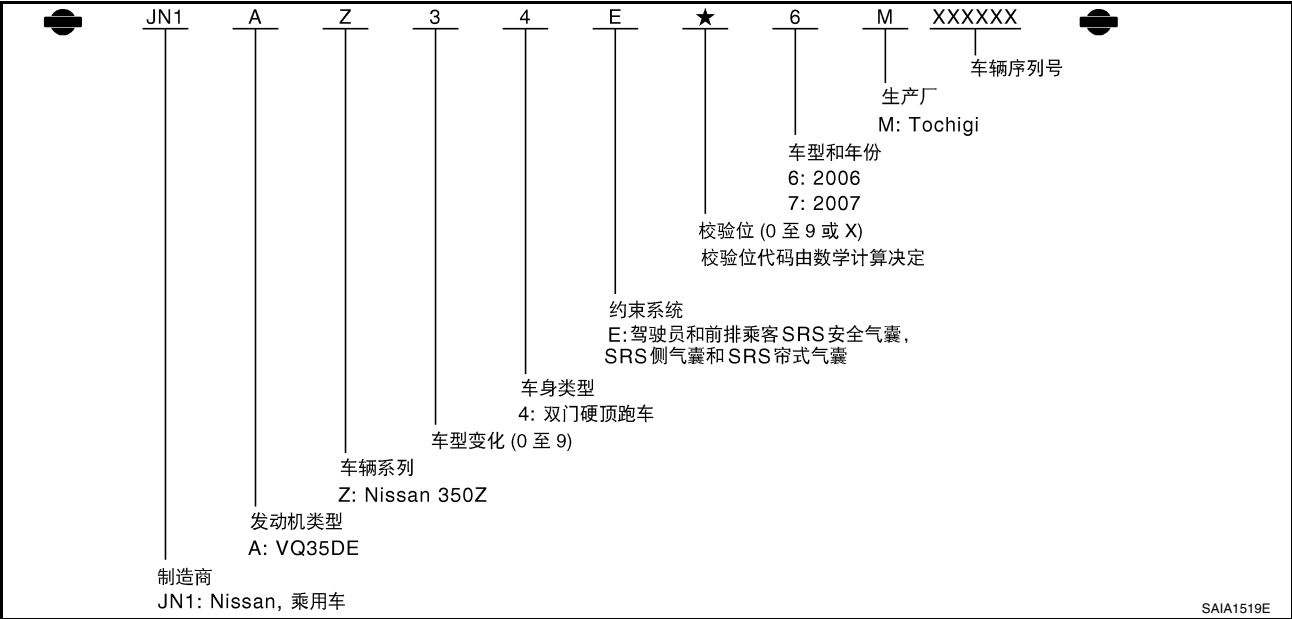 JN1 A Z 3 4 E ★ 6 M XXXXXX
车辆序列号
生产厂
M: Tochigi
车型和年份
6: 2006
7: 2007
校验位 (0 至 9 或 X)
校验位代码由数学计算决定
约束系统
E:驾驶员和前排乘客SRS安全气囊,
SRS侧气囊和SRS帘式气囊
车身类型
4: 双门硬顶跑车
车型变化 (0 至 9)
车辆系列
Z: Nissan 350Z
发动机类型
A: VQ35DE
制造商
JN1: Nissan, 乘用车
SAIA1519E